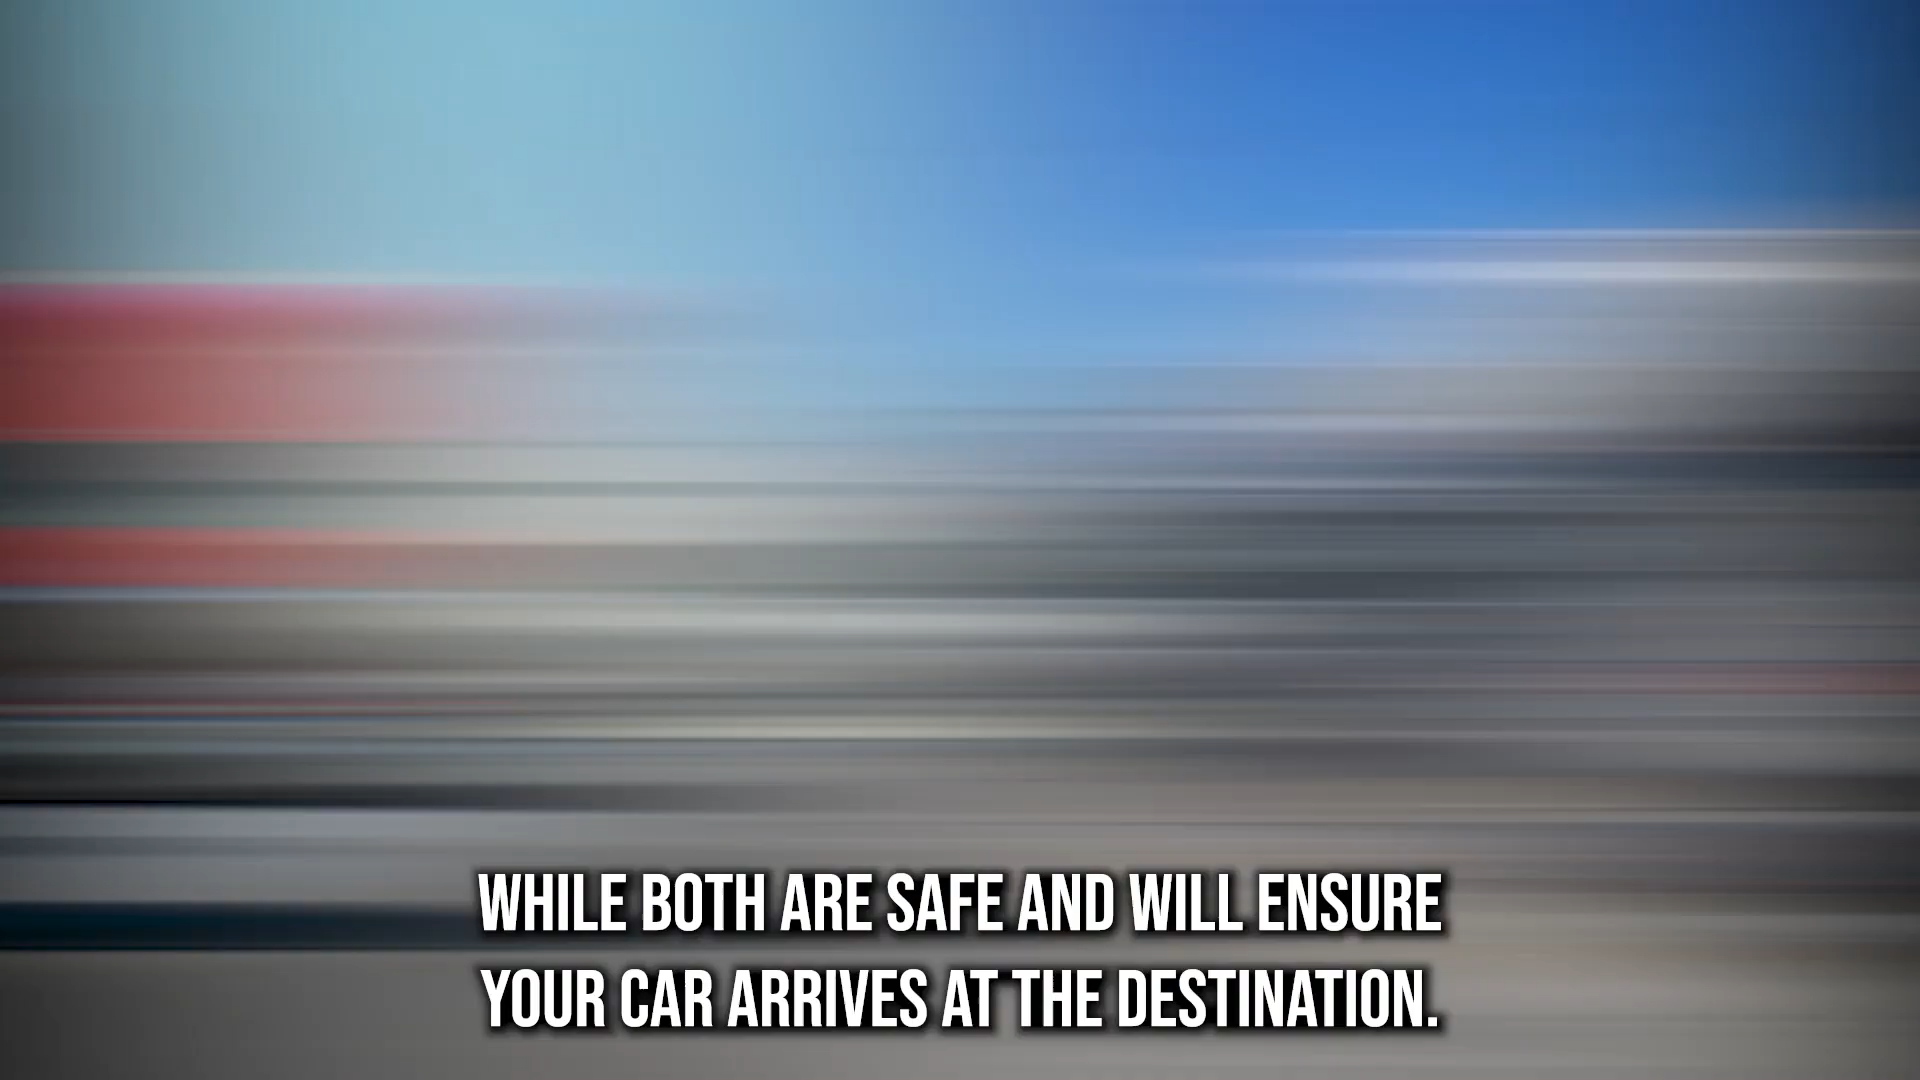 WHILE BOTH ARE SAFE AND WILL ENSURE
YOUR CAR ARRIVES AT THE DESTINATION.